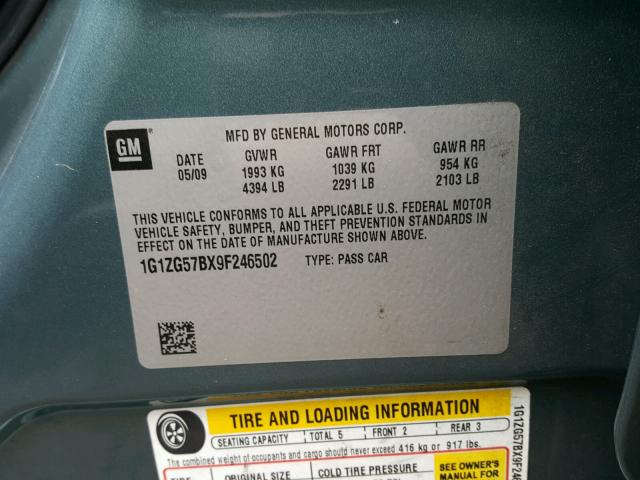 GM
®
MFD BY GENERAL MOTORS CORP.
DATE GVWR GAWR FRT GAWR RR
05/09 1993 KG 1039 KG 954 KG
4394 LB 2291 LB 2103 LB
THIS VEHICLE CONFORMS TO ALL APPLICABLE U.S. FEDERAL MOTOR
VEHICLE SAFETY, BUMPER, AND THEFT PREVENTION STANDARDS IN
EFFECT ON THE DATE OF MANUFACTURE SHOWN ABOVE.
1G1ZG57BX9F246502 TYPE: PASS CAR
TIRE AND LOADING INFORMATION
SEATING CAPACITY TOTAL 5 FRONT 2 REAR 3
The combined weight of occupants and cargo should never exceed 416 kg or 917 lbs.
TIRE ORIGINAL SIZE COLD TIRE PRESSURE
SEE OWNER'S
MANUAL FOR
1G1ZG57BX9F246